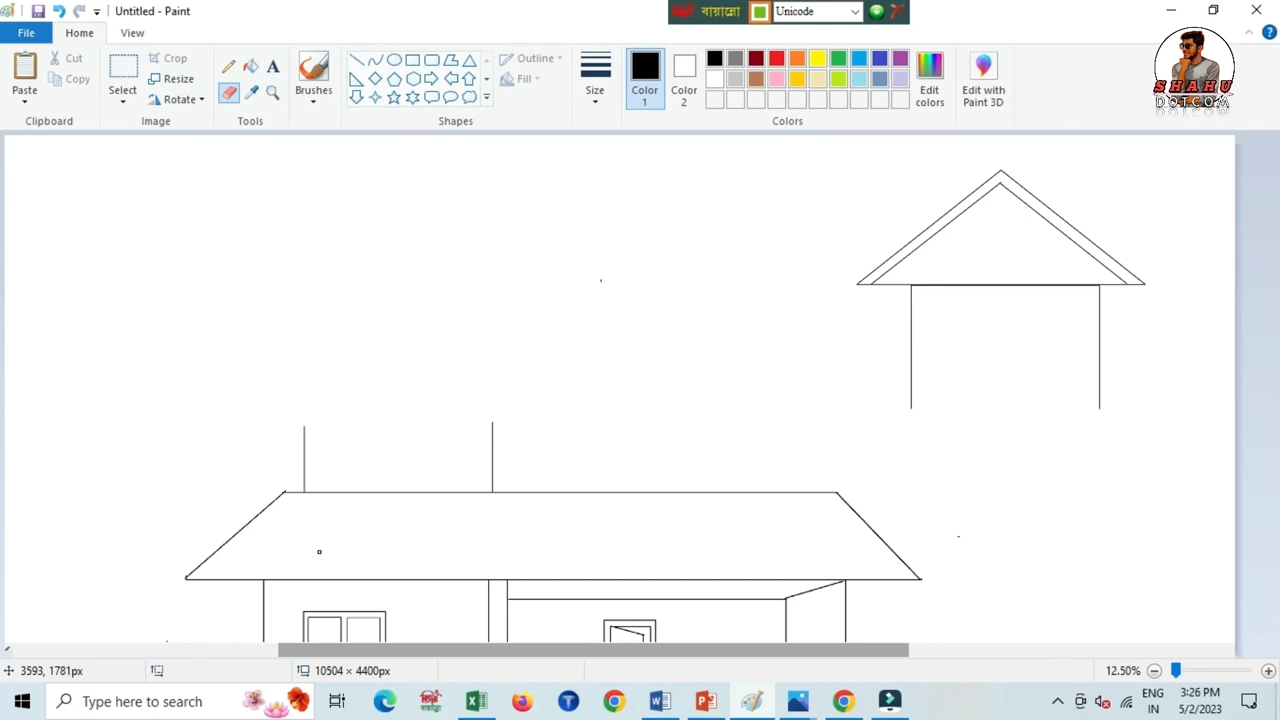 Untitled - Paint
বায়ান্নো
Unicode
File
Home
View
Paste
Cut
Copy
Clipboard
Select
Crop
Resize
Rotate
Image
A
Tools
Brushes
Shapes
Outline
Fill
Size
Color 1
Color 2
Edit colors
Colors
Edit with Paint 3D
SHAHU
DOTCOM
3593, 1781px
10504 × 4400px
12.50%
Type here to search
ENG
IN
3:26 PM
5/2/2023